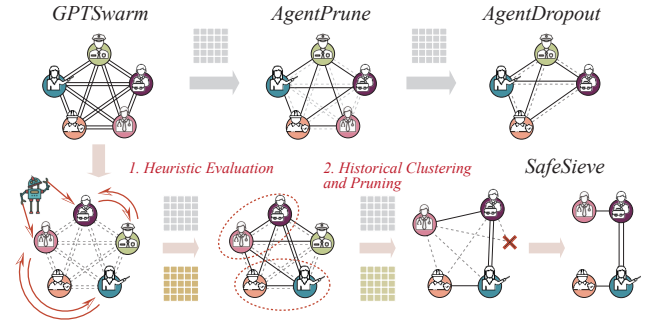 GPTSwarm
AgentPrune
AgentDropout
1. Heuristic Evaluation
2. Historical Clustering
and Pruning
SafeSieve